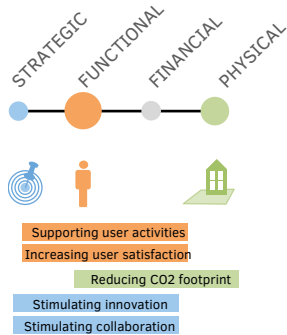 STRATEGIC
FUNCTIONAL
FINANCIAL
PHYSICAL
Supporting user activities
Increasing user satisfaction
Reducing CO2 footprint
Stimulating innovation
Stimulating collaboration